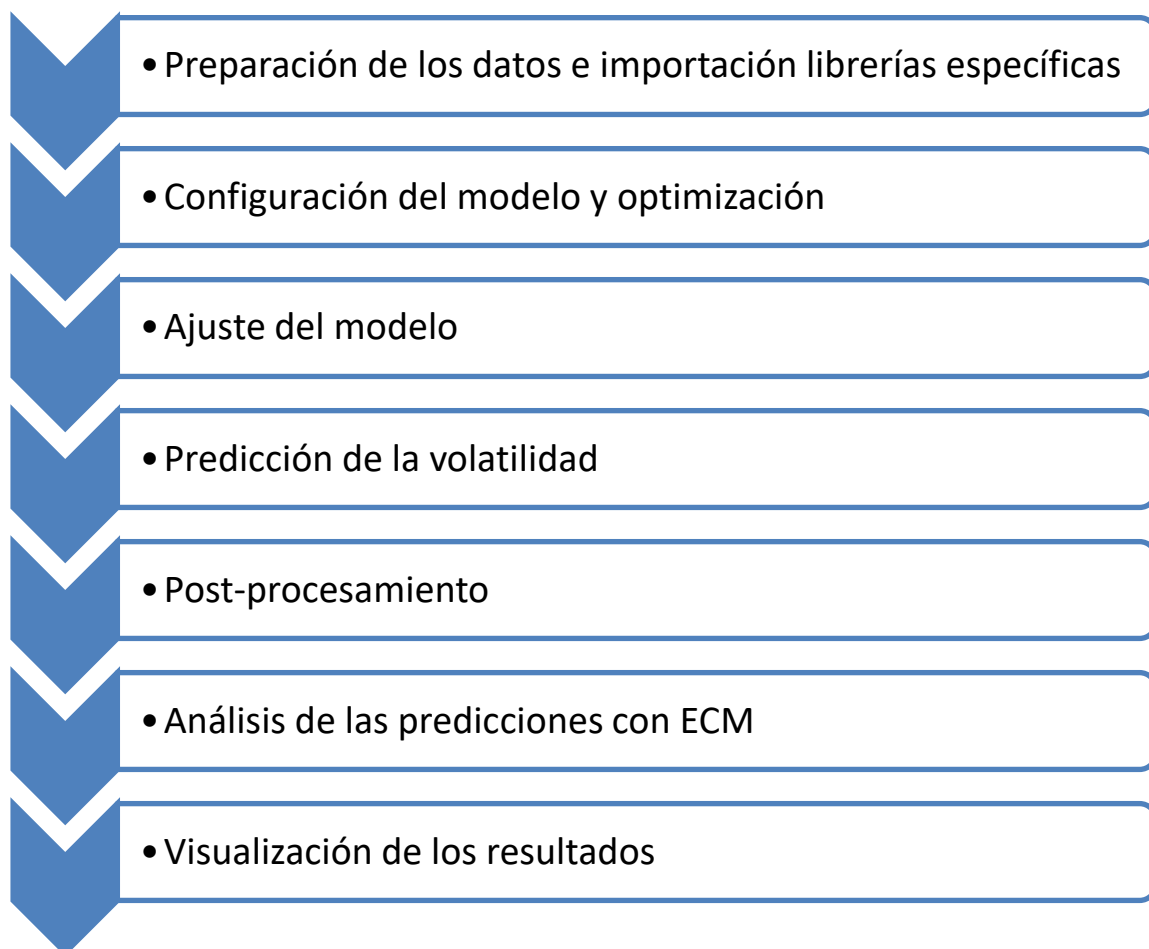 •Preparación de los datos e importación librerías específicas
•Configuración del modelo y optimización
•Ajuste del modelo
•Predicción de la volatilidad
•Post-procesamiento
•Análisis de las predicciones con ECM
•Visualización de los resultados